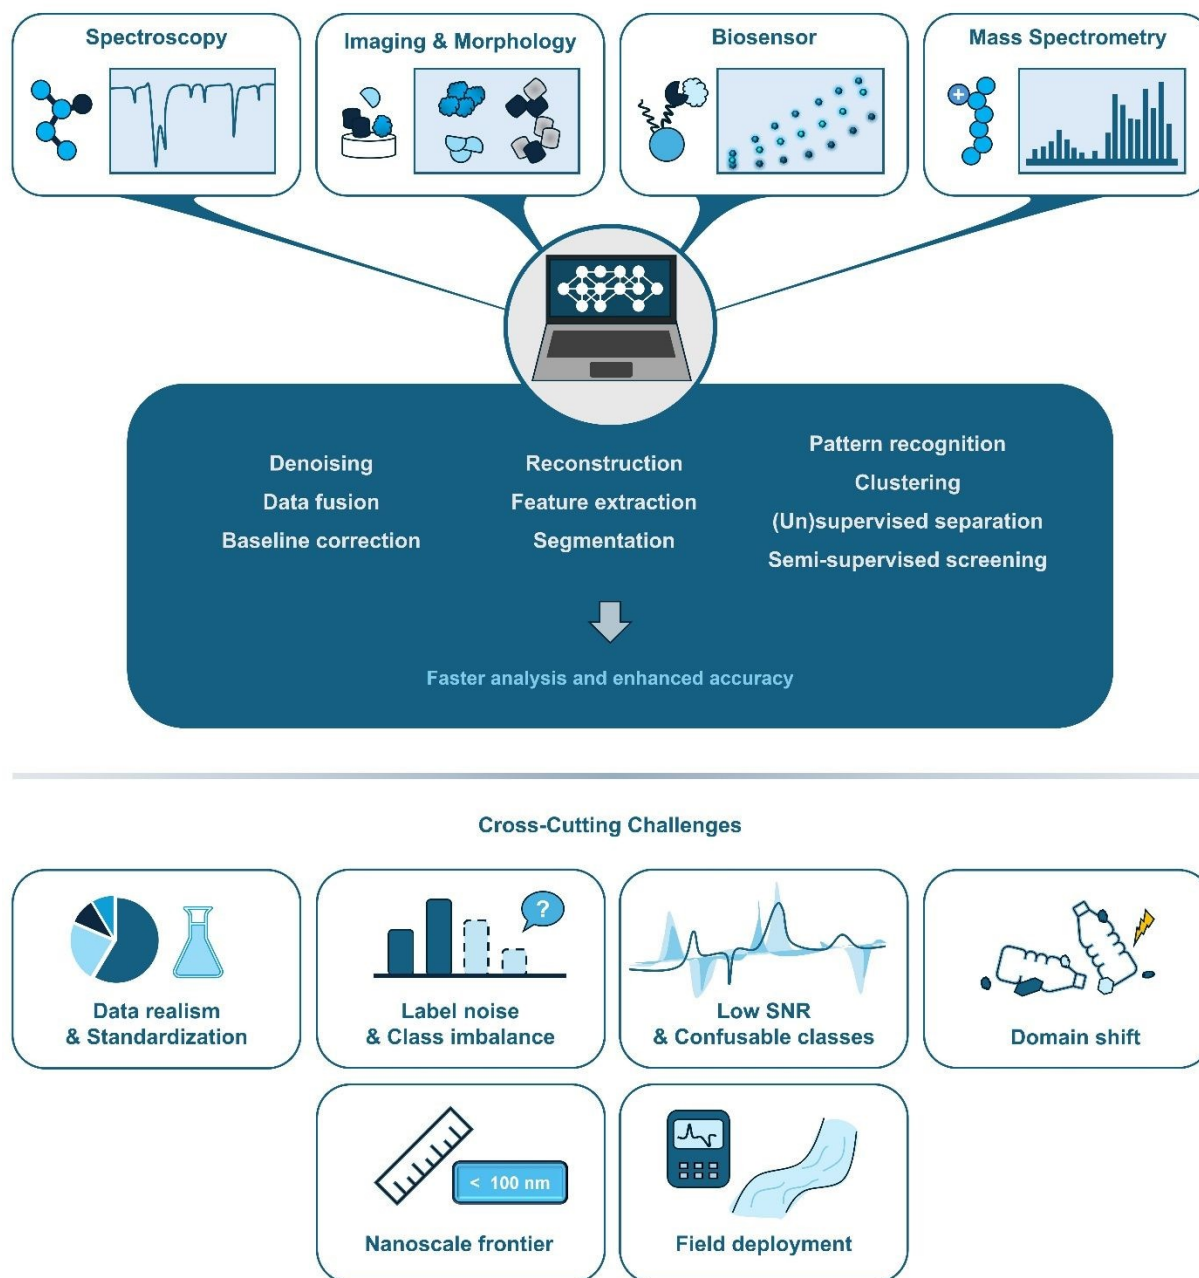 Spectroscopy
Imaging & Morphology
Biosensor
Mass Spectrometry
+
Denoising
Data fusion
Baseline correction
Reconstruction
Feature extraction
Segmentation
Pattern recognition
Clustering
(Un)supervised separation
Semi-supervised screening
Faster analysis and enhanced accuracy
Cross-Cutting Challenges
Data realism
& Standardization
?
Label noise
& Class imbalance
Low SNR
& Confusable classes
Domain shift
< 100 nm
Nanoscale frontier
Field deployment